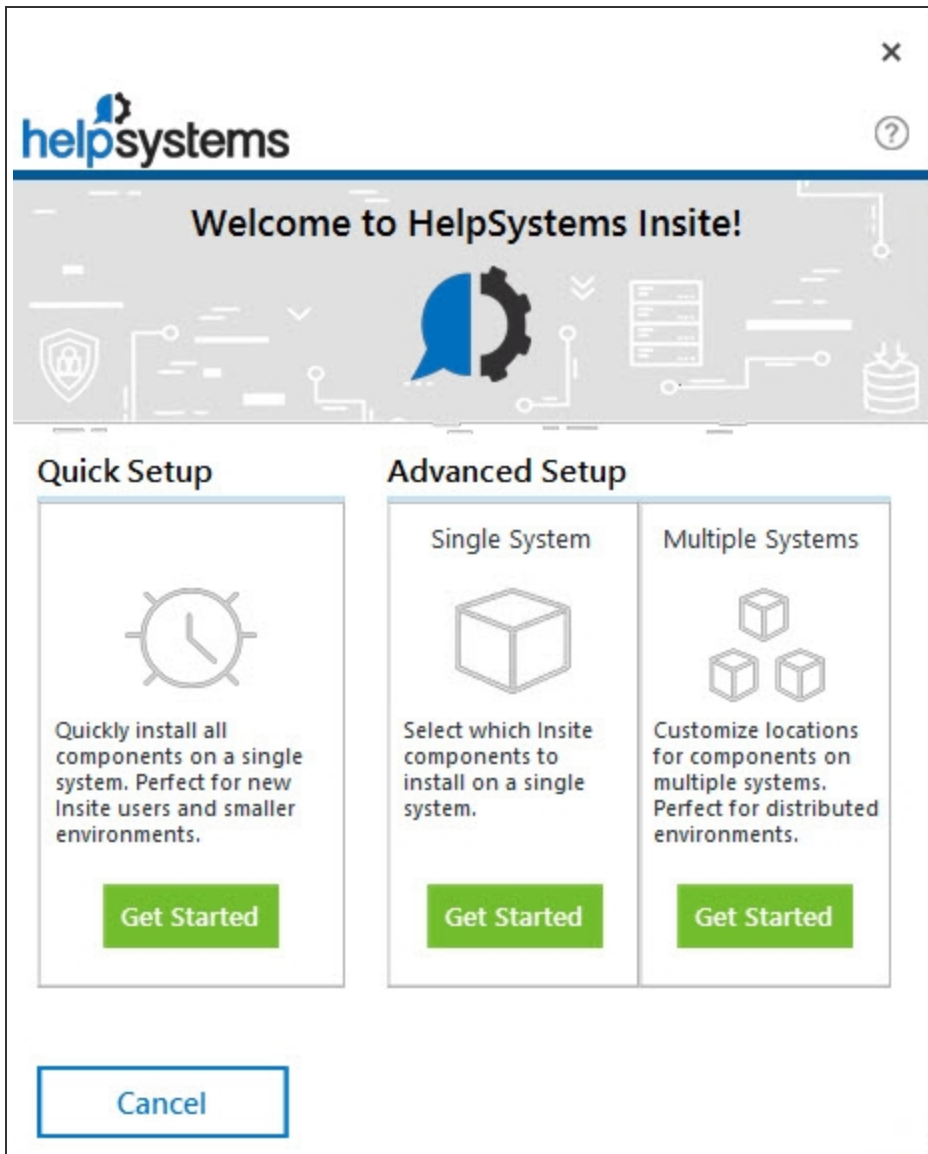 ×
helpsystems
?
Welcome to HelpSystems Insite!
Quick Setup
Quickly install all
components on a single
system. Perfect for new
Insite users and smaller
environments.
Get Started
Advanced Setup
Single System
Select which Insite
components to
install on a single
system.
Get Started
Multiple Systems
Customize locations
for components on
multiple systems.
Perfect for distributed
environments.
Get Started
Cancel